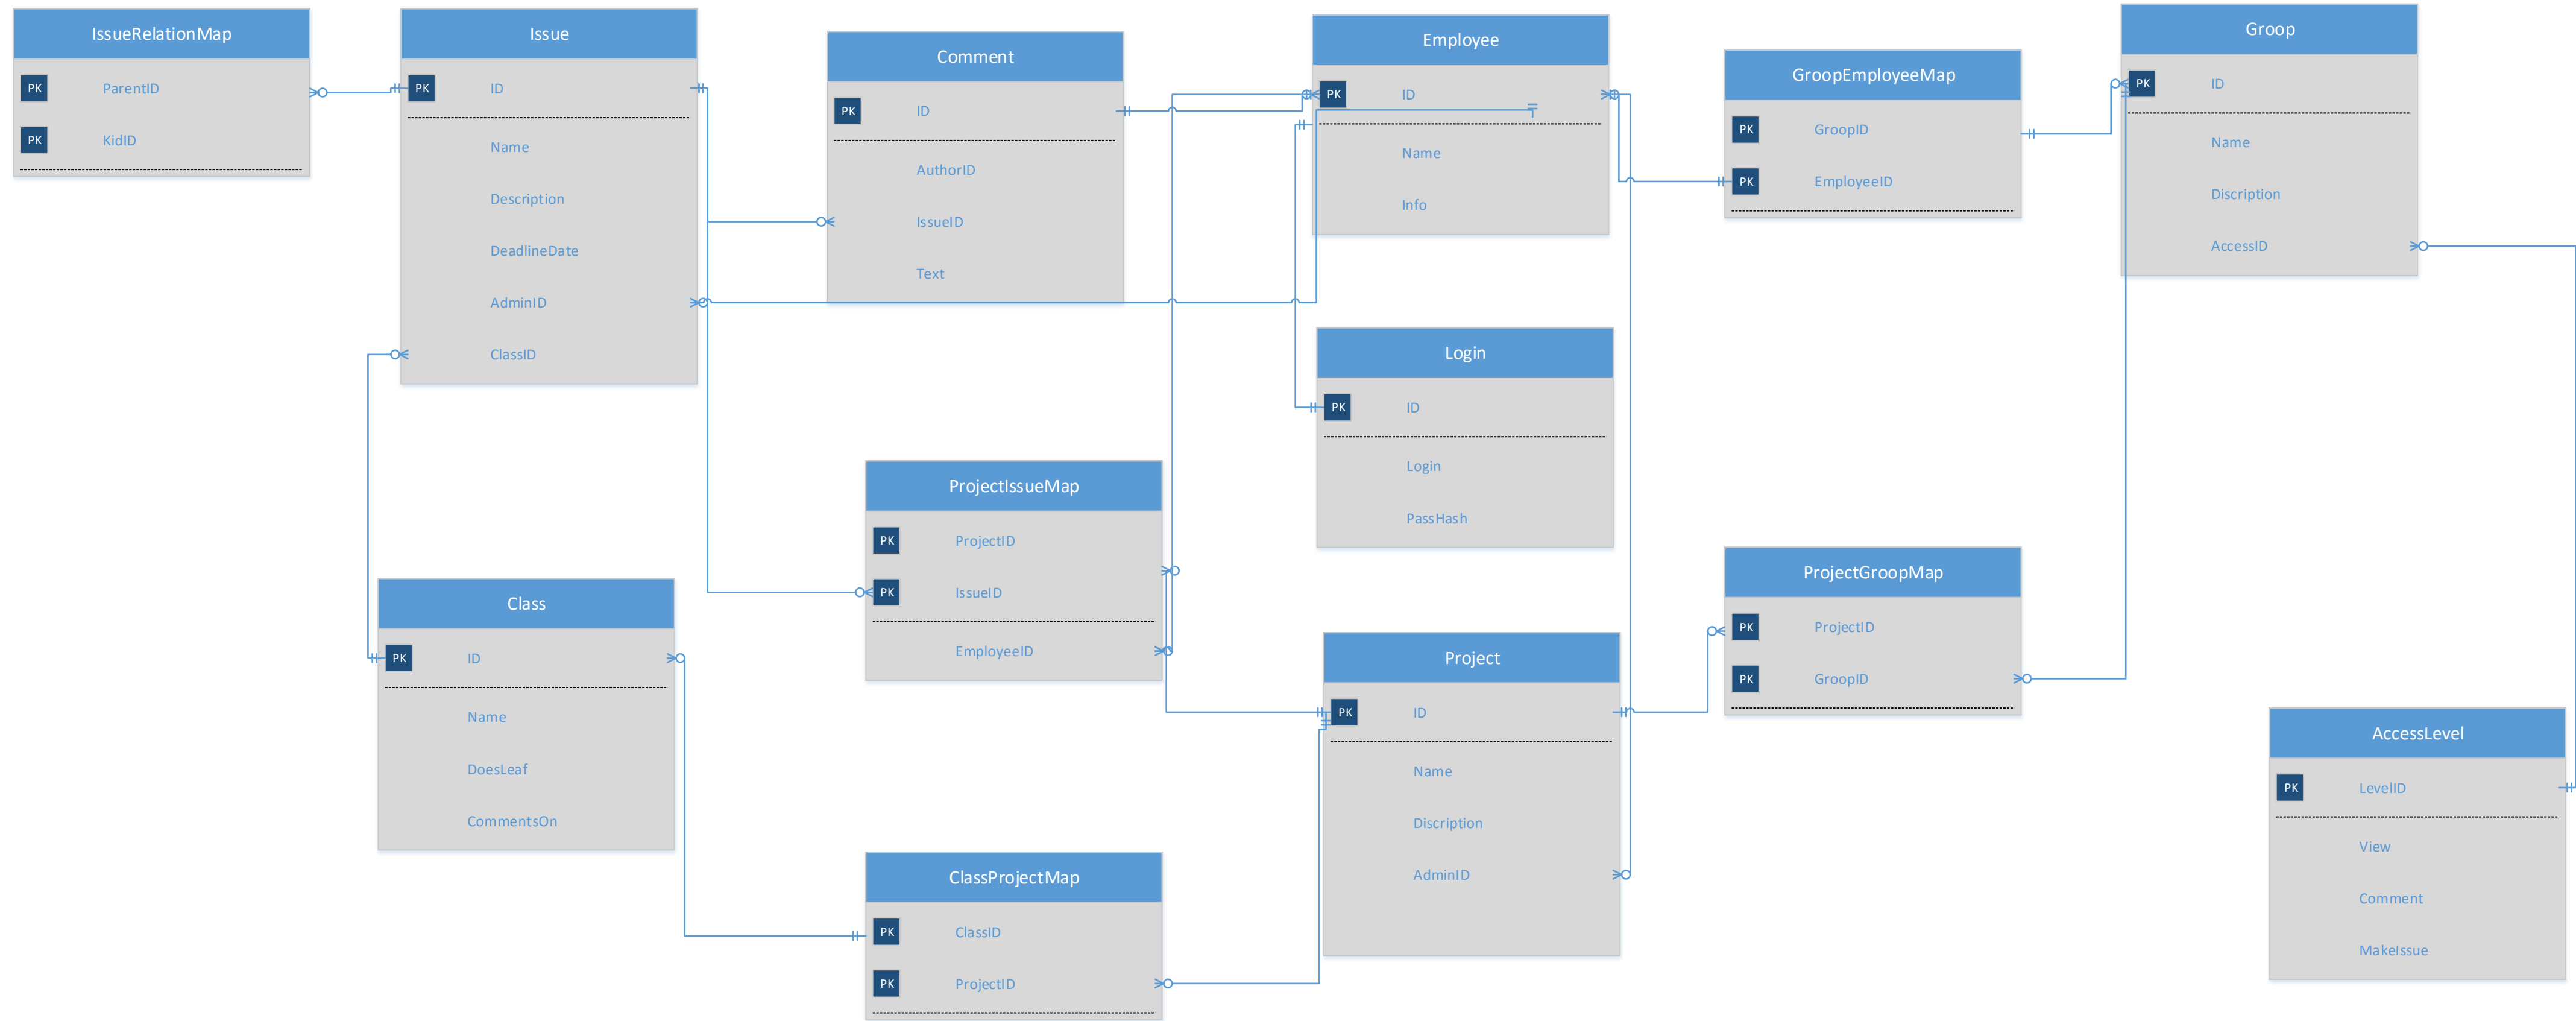 IssueRelationMap
PK ParentID
PK KidID
Issue
PK ID
Name
Description
DeadlineDate
AdminID
ClassID
Comment
PK ID
AuthorID
IssueID
Text
Employee
PK ID
Name
Info
GroopEmployeeMap
PK GroopID
PK EmployeeID
Groop
PK ID
Name
Discription
AccessID
Login
PK ID
Login
PassHash
ProjectIssueMap
PK ProjectID
PK IssueID
EmployeeID
Class
PK ID
Name
DoesLeaf
CommentsOn
Project
PK ID
Name
Discription
AdminID
ProjectGroopMap
PK ProjectID
PK GroopID
AccessLevel
PK LevelID
View
Comment
MakeIssue
ClassProjectMap
PK ClassID
PK ProjectID